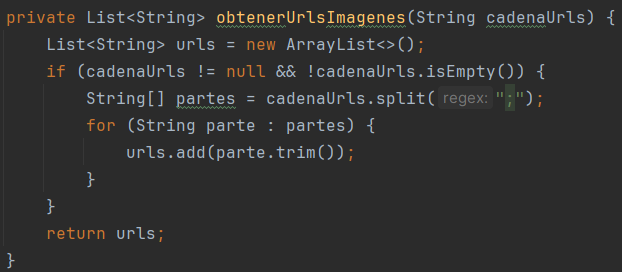 private List<String> obtenerUrlsImagenes(String cadenaUrls) {
    List<String> urls = new ArrayList<>();
    if (cadenaUrls != null && !cadenaUrls.isEmpty()) {
        String[] partes = cadenaUrls.split( regex: ";");
        for (String parte : partes) {
            urls.add(parte.trim());
        }
    }
    return urls;
}